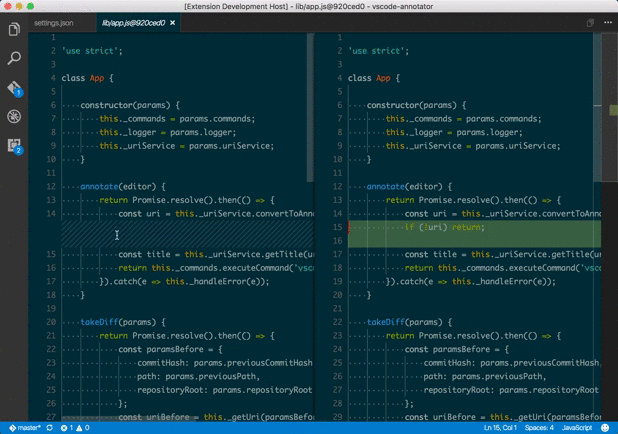 [Extension Development Host] - lib/app.js@920ced0 - vscode-annotator
settings.json
lib/app.js@920ced0
1
2 'use strict';
3
4 class App {
5
6 constructor(params) {
7 this._commands = params.commands;
8 this._logger = params.logger;
9 this._uriService = params.uriService;
10 }
11
12 annotate(editor) {
13 return Promise.resolve().then(() => {
14 const uri = this._uriService.convertToAnno
15 const title = this._uriService.getTitle(u
16 return this._commands.executeCommand('vsc
17 }).catch(e => this._handleError(e));
18 }
19
20 takeDiff(params) {
21 return Promise.resolve().then(() => {
22 const paramsBefore = {
23 commitHash: params.previousCommitHash
24 path: params.previousPath,
25 repositoryRoot: params.repositoryRoot
26 };
27 const uriBefore = this._getUri(paramsBefo
1
2 'use strict';
3
4 class App {
5
6 constructor(params) {
7 this._commands = params.commands;
8 this._logger = params.logger;
9 this._uriService = params.uriService;
10 }
11
12 annotate(editor) {
13 return Promise.resolve().then(() => {
14 const uri = this._uriService.convertToAnno
15 if (!uri) return;
16
17 const title = this._uriService.getTitle(u
18 return this._commands.executeCommand('vsc
19 }).catch(e => this._handleError(e));
20 }
21
22 takeDiff(params) {
23 return Promise.resolve().then(() => {
24 const paramsBefore = {
25 commitHash: params.previousCommitHash
26 path: params.previousPath,
27 repositoryRoot: params.repositoryRoot
28 };
29 const uriBefore = this._getUri(paramsBefo
1
2
master*
1
0
Ln 15, Col 1
Spaces: 4
JavaScript